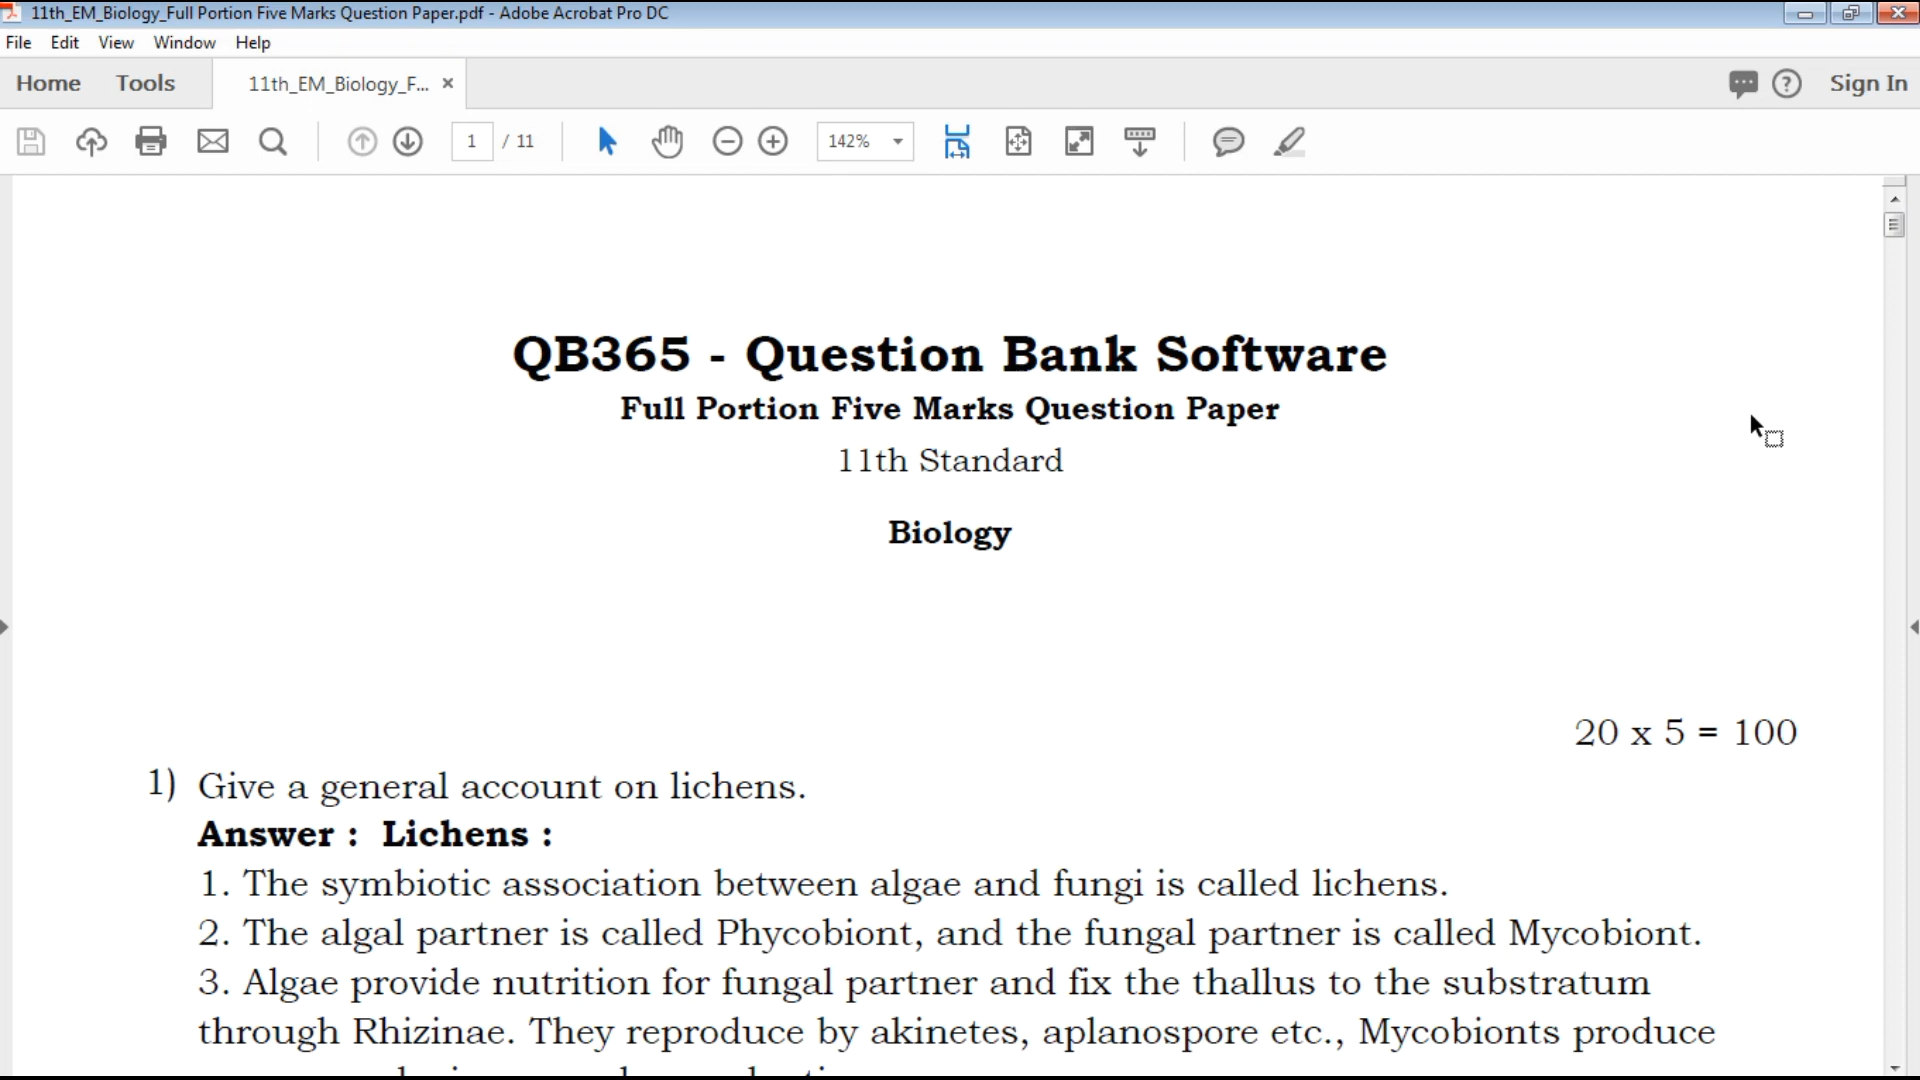 11th_EM_Biology_Full Portion Five Marks Question Paper.pdf - Adobe Acrobat Pro DC
File Edit View Window Help
Home Tools 11th_EM_Biology_F... × Sign In
1 / 11 142%
QB365 - Question Bank Software
Full Portion Five Marks Question Paper
11th Standard
Biology
20 x 5 = 100
1) Give a general account on lichens.
Answer : Lichens :
1. The symbiotic association between algae and fungi is called lichens.
2. The algal partner is called Phycobiont, and the fungal partner is called Mycobiont.
3. Algae provide nutrition for fungal partner and fix the thallus to the substratum
through Rhizinae. They reproduce by akinetes, aplanospore etc., Mycobionts produce